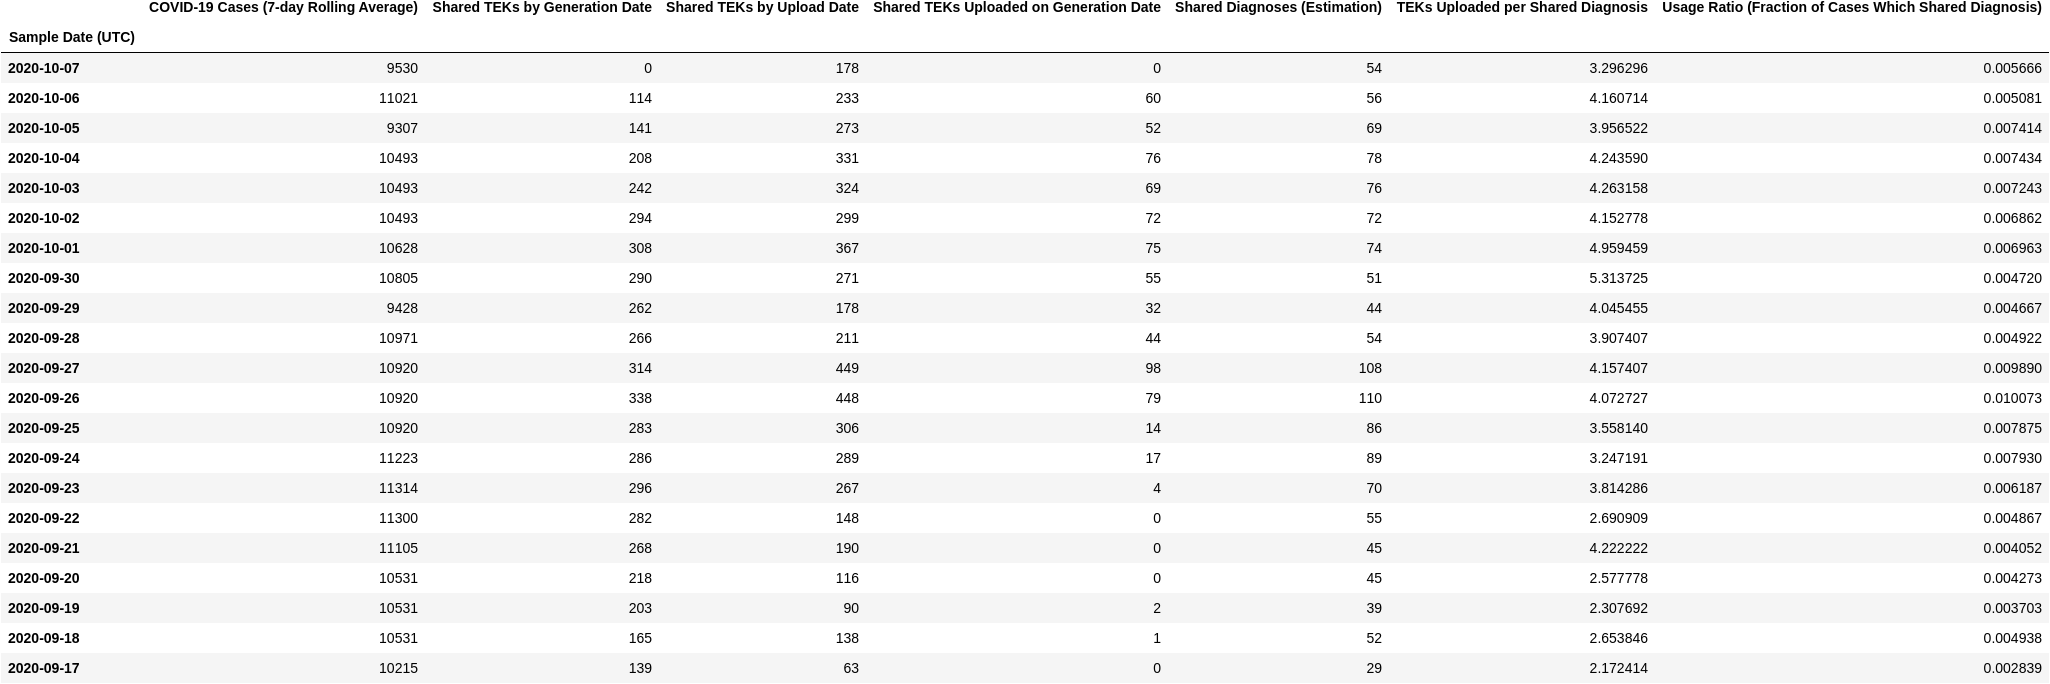 COVID-19 Cases (7-day Rolling Average) Shared TEKs by Generation Date Shared TEKs by Upload Date Shared TEKs Uploaded on Generation Date Shared Diagnoses (Estimation) TEKs Uploaded per Shared Diagnosis Usage Ratio (Fraction of Cases Which Shared Diagnosis)
Sample Date (UTC)
2020-10-07 9530 0 178 0 54 3.296296 0.005666
2020-10-06 11021 114 233 60 56 4.160714 0.005081
2020-10-05 9307 141 273 52 69 3.956522 0.007414
2020-10-04 10493 208 331 76 78 4.243590 0.007434
2020-10-03 10493 242 324 69 76 4.263158 0.007243
2020-10-02 10493 294 299 72 72 4.152778 0.006862
2020-10-01 10628 308 367 75 74 4.959459 0.006963
2020-09-30 10805 290 271 55 51 5.313725 0.004720
2020-09-29 9428 262 178 32 44 4.045455 0.004667
2020-09-28 10971 266 211 44 54 3.907407 0.004922
2020-09-27 10920 314 449 98 108 4.157407 0.009890
2020-09-26 10920 338 448 79 110 4.072727 0.010073
2020-09-25 10920 283 306 14 86 3.558140 0.007875
2020-09-24 11223 286 289 17 89 3.247191 0.007930
2020-09-23 11314 296 267 4 70 3.814286 0.006187
2020-09-22 11300 282 148 0 55 2.690909 0.004867
2020-09-21 11105 268 190 0 45 4.222222 0.004052
2020-09-20 10531 218 116 0 45 2.577778 0.004273
2020-09-19 10531 203 90 2 39 2.307692 0.003703
2020-09-18 10531 165 138 1 52 2.653846 0.004938
2020-09-17 10215 139 63 0 29 2.172414 0.002839